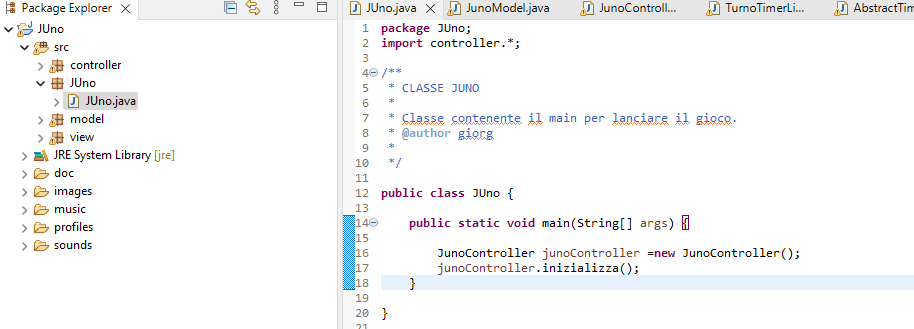 Package Explorer
JUno
src
controller
JUno
JUno.java
model
view
JRE System Library [jre]
doc
images
music
profiles
sounds
JUno.java
JunoModel.java
JunoControll...
TurnoTimerLi...
AbstractTim
1 package JUno;
2 import controller.*;
3
4 /**
5 * CLASSE JUNO
6 *
7 * Classe contenente il main per lanciare il gioco.
8 * @author giorg
9 *
10 */
11
12 public class JUno {
13
14 public static void main(String[] args) {
15
16 JunoController junoController =new JunoController();
17 junoController.inizializza();
18 }
19
20 }